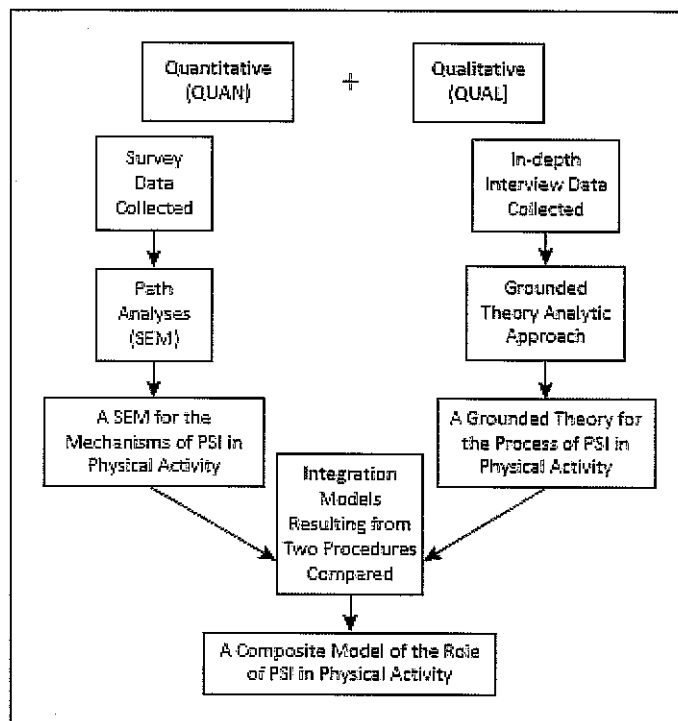 Quantitative
(QUAN)
+
Qualitative
(QUAL]
Survey
Data
Collected
In-depth
Interview Data
Collected
Path
Analyses
(SEM)
Grounded
Theory Analytic
Approach
A SEM for the
Mechanisms of PSI in
Physical Activity
A Grounded Theory for
the Process of PSI in
Physical Activity
Integration
Models
Resulting from
Two Procedures
Compared
A Composite Model of the Role
of PSI in Physical Activity